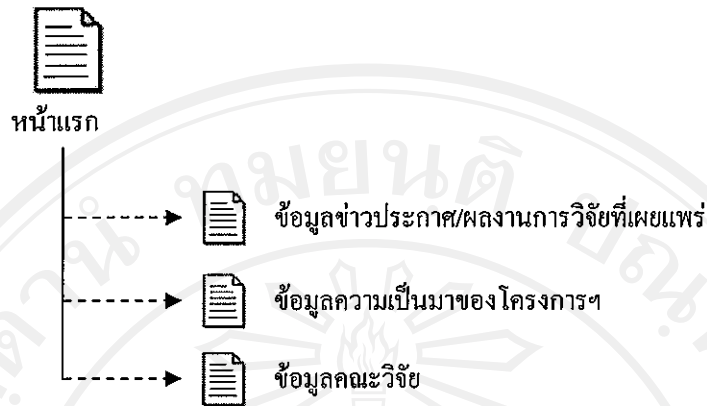 หน้าแรก
ข้อมูลข่าวประกาศ/ผลงานการวิจัยที่เผยแพร่
ข้อมูลความเป็นมาของโครงการฯ
ข้อมูลคณะวิจัย